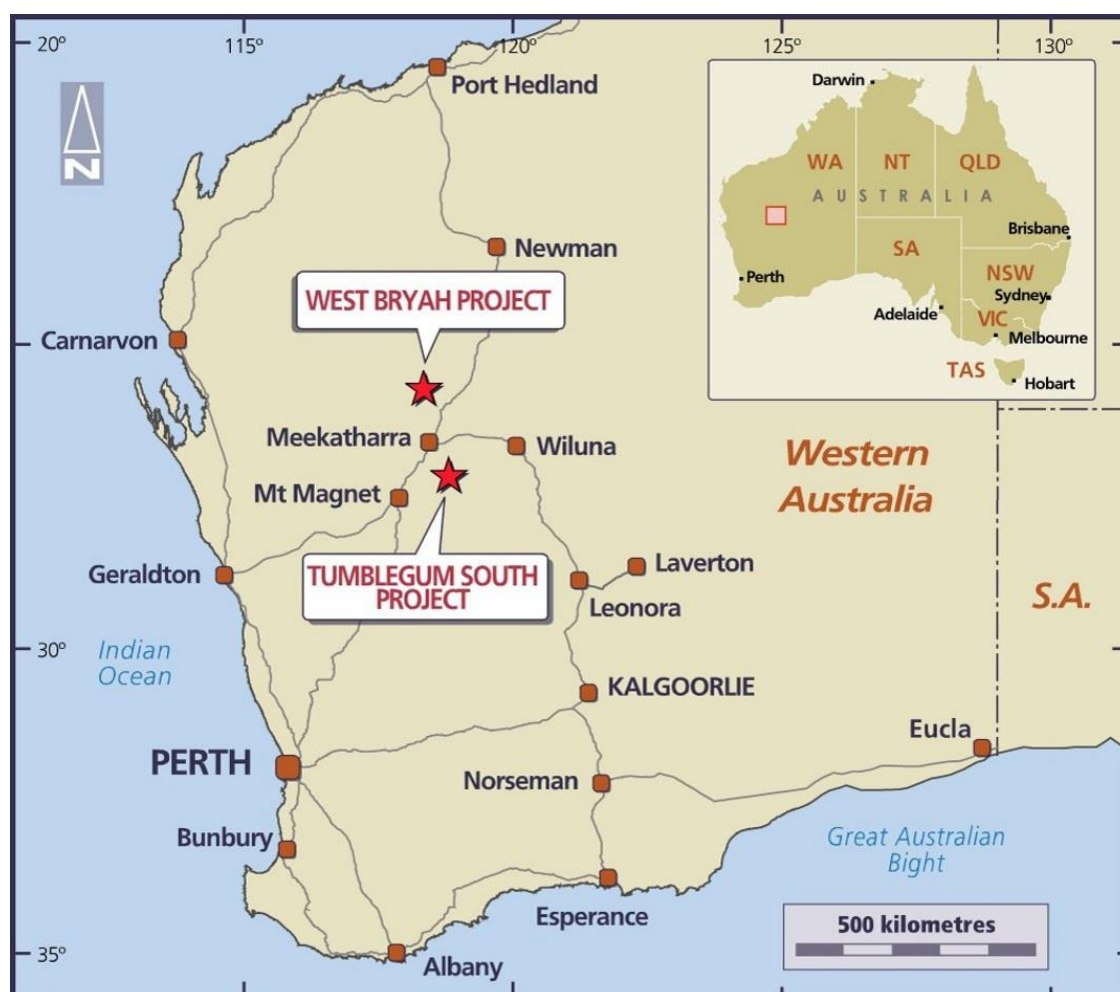 115º
120º
125º
130º
20º
Port Hedland
N
Darwin
WA
NT
QLD
AUSTRALIA
Brisbane
SA
NSW
Perth
Sydney
Adelaide
VIC
Melbourne
TAS
Hobart
Newman
WEST BRYAH PROJECT
Carnarvon
Meekatharra
Wiluna
Western
Australia
Mt Magnet
Geraldton
TUMBLEGUM SOUTH
PROJECT
Laverton
Leonora
S.A.
30º
Indian
Ocean
KALGOORLIE
Eucla
PERTH
Norseman
Bunbury
Great Australian
Bight
Esperance
500 kilometres
35º
Albany